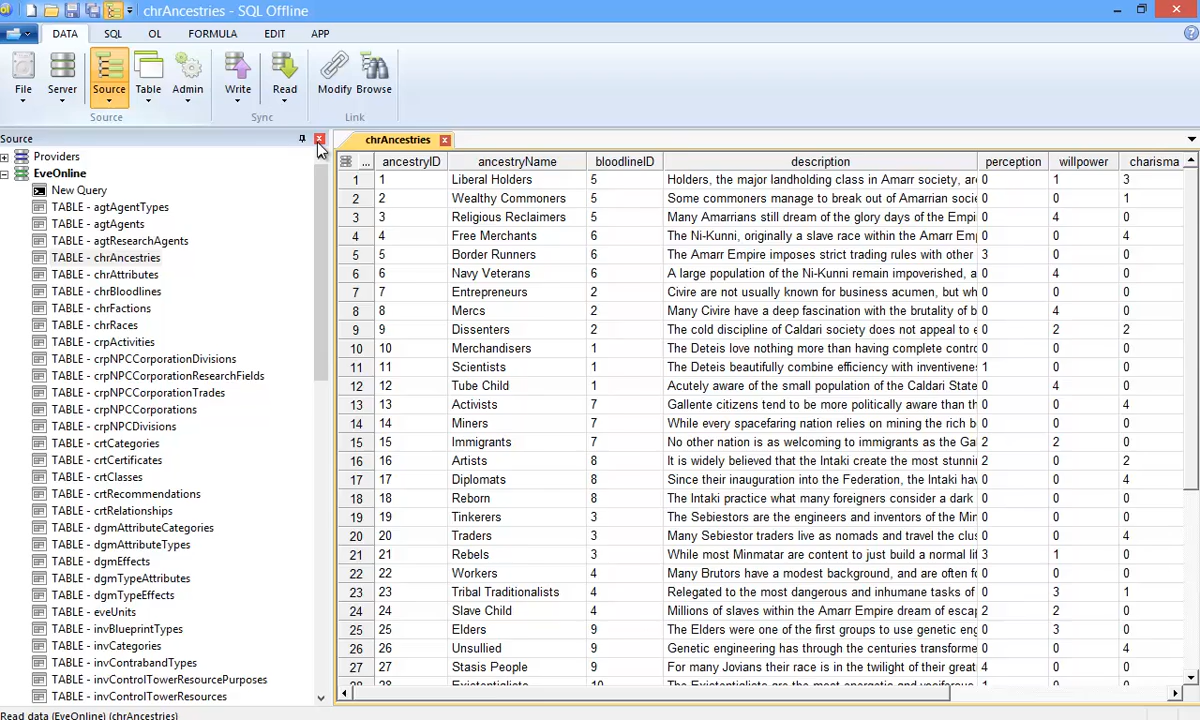 chrAncestries - SQL Offline
DATA SQL OL FORMULA EDIT APP
File Server Source Table Admin Write Read Modify Browse
Source Sync Link
Source
chrAncestries
Providers
EveOnline
New Query
TABLE - agtAgentTypes
TABLE - agtAgents
TABLE - agtResearchAgents
TABLE - chrAncestries
TABLE - chrAttributes
TABLE - chrBloodlines
TABLE - chrFactions
TABLE - chrRaces
TABLE - crpActivities
TABLE - crpNPCCorporationDivisions
TABLE - crpNPCCorporationResearchFields
TABLE - crpNPCCorporationTrades
TABLE - crpNPCCorporations
TABLE - crpNPCDivisions
TABLE - crtCategories
TABLE - crtCertificates
TABLE - crtClasses
TABLE - crtRecommendations
TABLE - crtRelationships
TABLE - dgmAttributeCategories
TABLE - dgmAttributeTypes
TABLE - dgmEffects
TABLE - dgmTypeAttributes
TABLE - dgmTypeEffects
TABLE - eveUnits
TABLE - invBlueprintTypes
TABLE - invCategories
TABLE - invContrabandTypes
TABLE - invControlTowerResourcePurposes
TABLE - invControlTowerResources
... ancestryID ancestryName bloodlineID description perception willpower charisma
1 1 Liberal Holders 5 Holders, the major landholding class in Amarr society, are 0 1 3
2 2 Wealthy Commoners 5 Some commoners manage to break out of Amarrian socie 0 0 1
3 3 Religious Reclaimers 5 Many Amarrians still dream of the glory days of the Empi 0 4 0
4 4 Free Merchants 6 The Ni-Kunni, originally a slave race within the Amarr Emp 0 0 4
5 5 Border Runners 6 The Amarr Empire imposes strict trading rules with other 3 0 0
6 6 Navy Veterans 6 A large population of the Ni-Kunni remain impoverished, a 0 4 0
7 7 Entrepreneurs 2 Civire are not usually known for business acumen, but wh 0 0 0
8 8 Mercs 2 Many Civire have a deep fascination with the brutality of b 0 4 0
9 9 Dissenters 2 The cold discipline of Caldari society does not appeal to e 0 2 2
10 10 Merchandisers 1 The Deteis love nothing more than having complete contro 0 0 0
11 11 Scientists 1 The Deteis beautifully combine efficiency with inventivene 1 0 0
12 12 Tube Child 1 Acutely aware of the small population of the Caldari State 0 4 0
13 13 Activists 7 Gallente citizens tend to be more politically aware than th 0 0 4
14 14 Miners 7 While every spacefaring nation relies on mining the rich b 0 0 0
15 15 Immigrants 7 No other nation is as welcoming to immigrants as the Ga 2 2 0
16 16 Artists 8 It is widely believed that the Intaki create the most stunni 2 0 2
17 17 Diplomats 8 Since their inauguration into the Federation, the Intaki hav 0 0 4
18 18 Reborn 8 The Intaki practice what many foreigners consider a dark 0 0 0
19 19 Tinkerers 3 The Sebiestors are the engineers and inventors of the Min 0 0 0
20 20 Traders 3 Many Sebiestor traders live as nomads and travel the clus 0 0 4
21 21 Rebels 3 While most Minmatar are content to just build a normal lif 3 1 0
22 22 Workers 4 Many Brutors have a modest background, and are often fo 0 0 0
23 23 Tribal Traditionalists 4 Relegated to the most dangerous and inhumane tasks of 0 3 1
24 24 Slave Child 4 Millions of slaves within the Amarr Empire dream of escap 2 2 0
25 25 Elders 9 The Elders were one of the first groups to use genetic eng 0 3 0
26 26 Unsullied 9 Genetic engineering has through the centuries transforme 0 0 4
27 27 Stasis People 9 For many Jovians their race is in the twilight of their great 4 0 0
28 28 Existentialists 10 The Existentialists are the most energetic and vociferous 1 0 0
Read data (EveOnline) (chrAncestries)